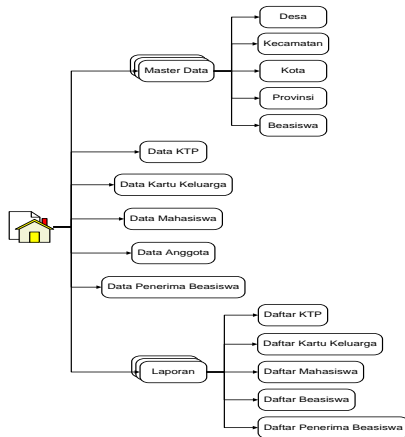 Desa
Kecamatan
Master Data
Kota
Provinsi
Beasiswa
Data KTP
Data Kartu Keluarga
Data Mahasiswa
Data Anggota
Data Penerima Beasiswa
Daftar KTP
Daftar Kartu Keluarga
Laporan
Daftar Mahasiswa
Daftar Beasiswa
Daftar Penerima Beasiswa